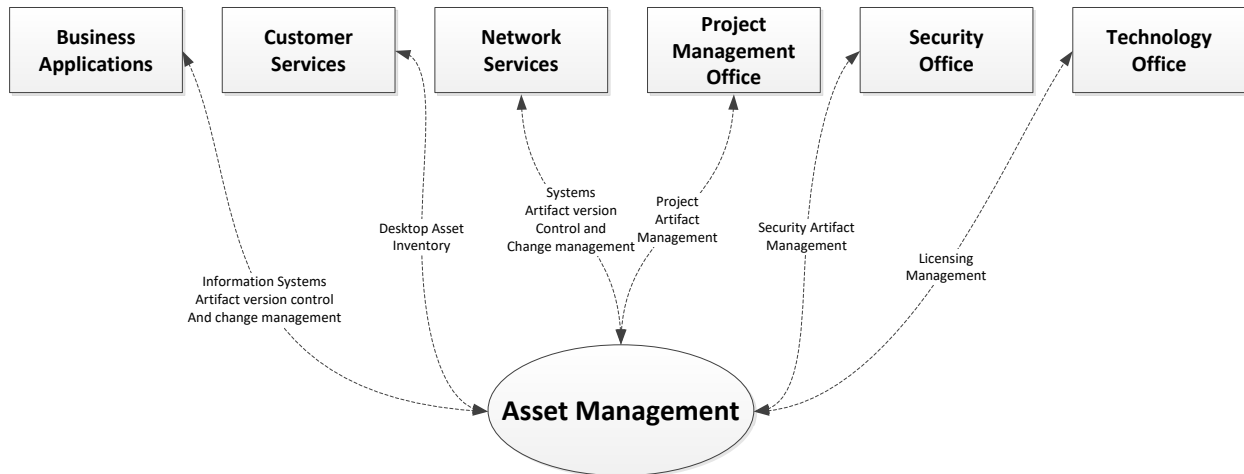 Business
Applications
Customer
Services
Network
Services
Project
Management
Office
Security
Office
Technology
Office
Systems
Artifact version
Control and
Change management
Project
Artifact
Management
Desktop Asset
Inventory
Security Artifact
Management
Licensing
Management
Information Systems
Artifact version control
And change management
Asset Management